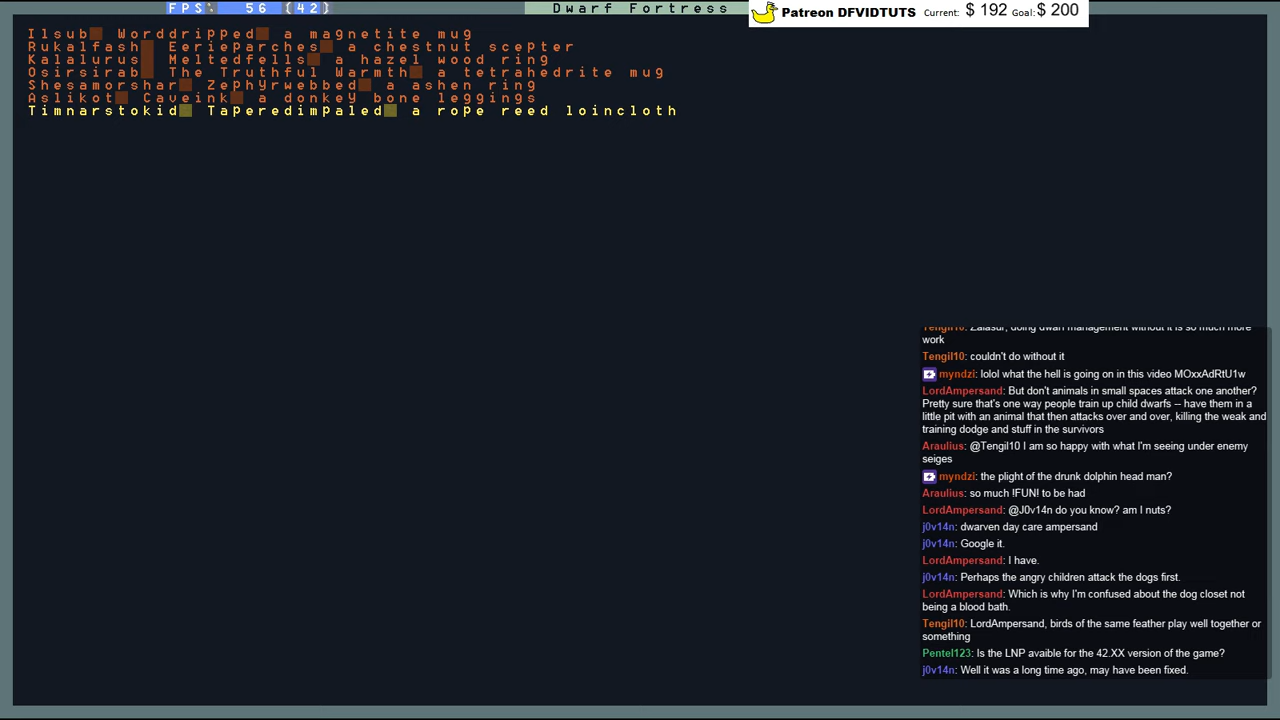 FPS: 56 (42)
Dwarf Fortress
Patreon DFVIDTUTS Current: $ 192 Goal: $ 200
Ilsub Worddripped a magnetite mug
Rukalfash Eerieparches a chestnut scepter
Kalalurus Meltedfells a hazel wood ring
Osirsirab The Truthful Warmth a tetrahedrite mug
Shesamorshar Zephyrwebbed a ashen ring
Aslikot Caveink a donkey bone leggings
Timnarstokid Taperedimpaled a rope reed loincloth
Tengil10: Zalasur, doing dwarf management without it is so much more
work
Tengil10: couldn't do without it
myndzi: lolol what the hell is going on in this video MOxxAdRtU1w
LordAmpersand: But don't animals in small spaces attack one another?
Pretty sure that's one way people train up child dwarfs -- have them in a
little pit with an animal that then attacks over and over, killing the weak and
training dodge and stuff in the survivors
Araulius: @Tengil10 I am so happy with what I'm seeing under enemy
seiges
myndzi: the plight of the drunk dolphin head man?
Araulius: so much !FUN! to be had
LordAmpersand: @J0v14n do you know? am I nuts?
j0v14n: dwarven day care ampersand
j0v14n: Google it.
LordAmpersand: I have.
j0v14n: Perhaps the angry children attack the dogs first.
LordAmpersand: Which is why I'm confused about the dog closet not
being a blood bath.
Tengil10: LordAmpersand, birds of the same feather play well together or
something
Pentel123: Is the LNP avaible for the 42.XX version of the game?
j0v14n: Well it was a long time ago, may have been fixed.